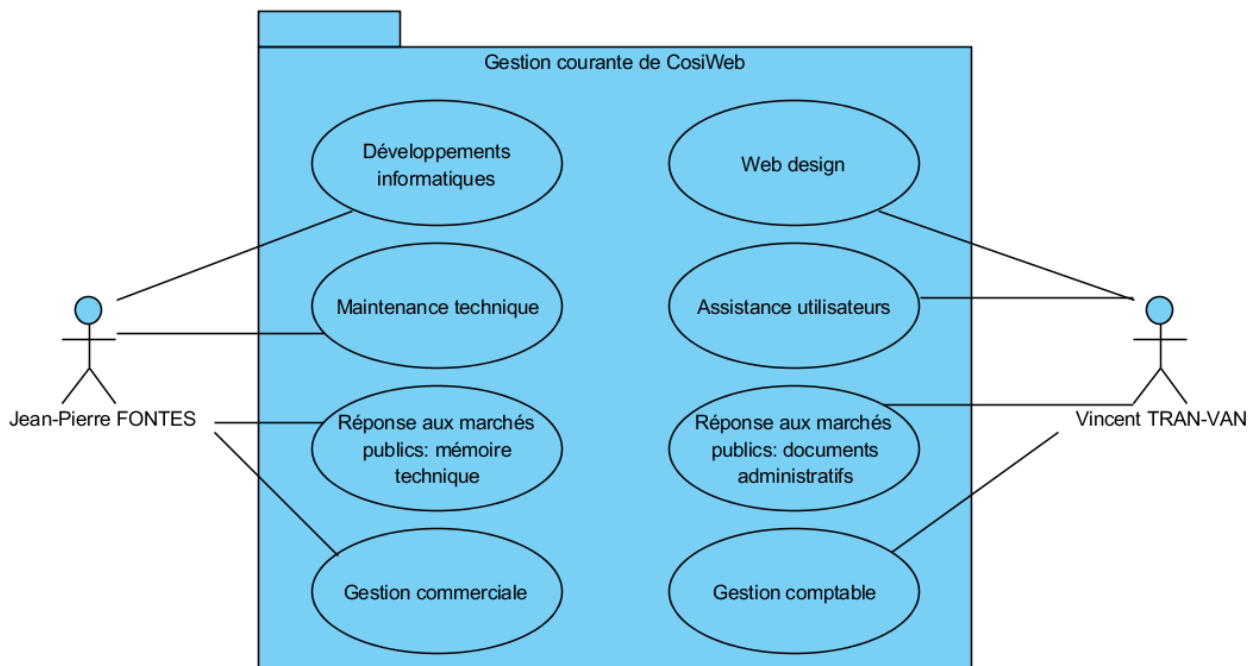 Gestion courante de CosiWeb
Développements
informatiques
Web design
Maintenance technique
Assistance utilisateurs
Jean-Pierre FONTES
Réponse aux marchés
publics: mémoire
technique
Réponse aux marchés
publics: documents
administratifs
Vincent TRAN-VAN
Gestion commerciale
Gestion comptable